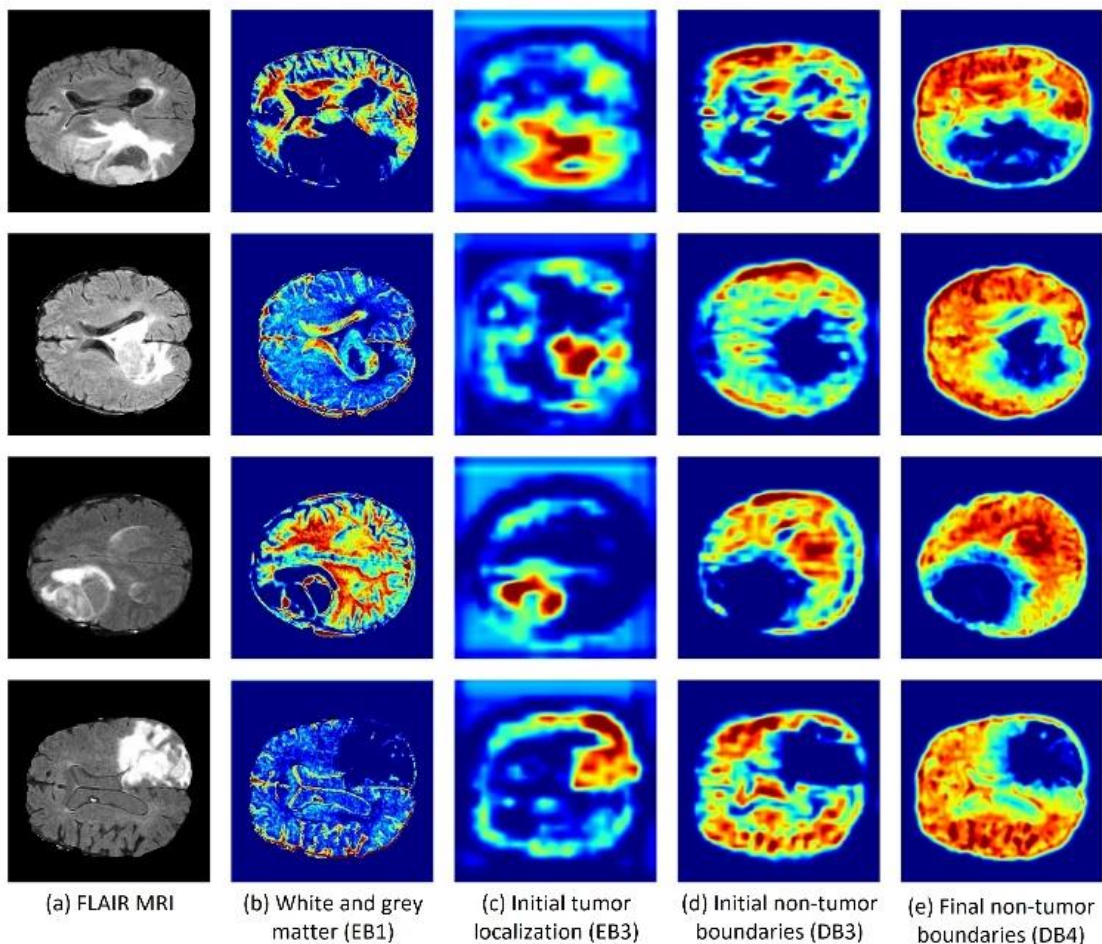 (a) FLAIR MRI
(b) White and grey
matter (EB1)
(c) Initial tumor
localization (EB3)
(d) Initial non-tumor
boundaries (DB3)
(e) Final non-tumor
boundaries (DB4)